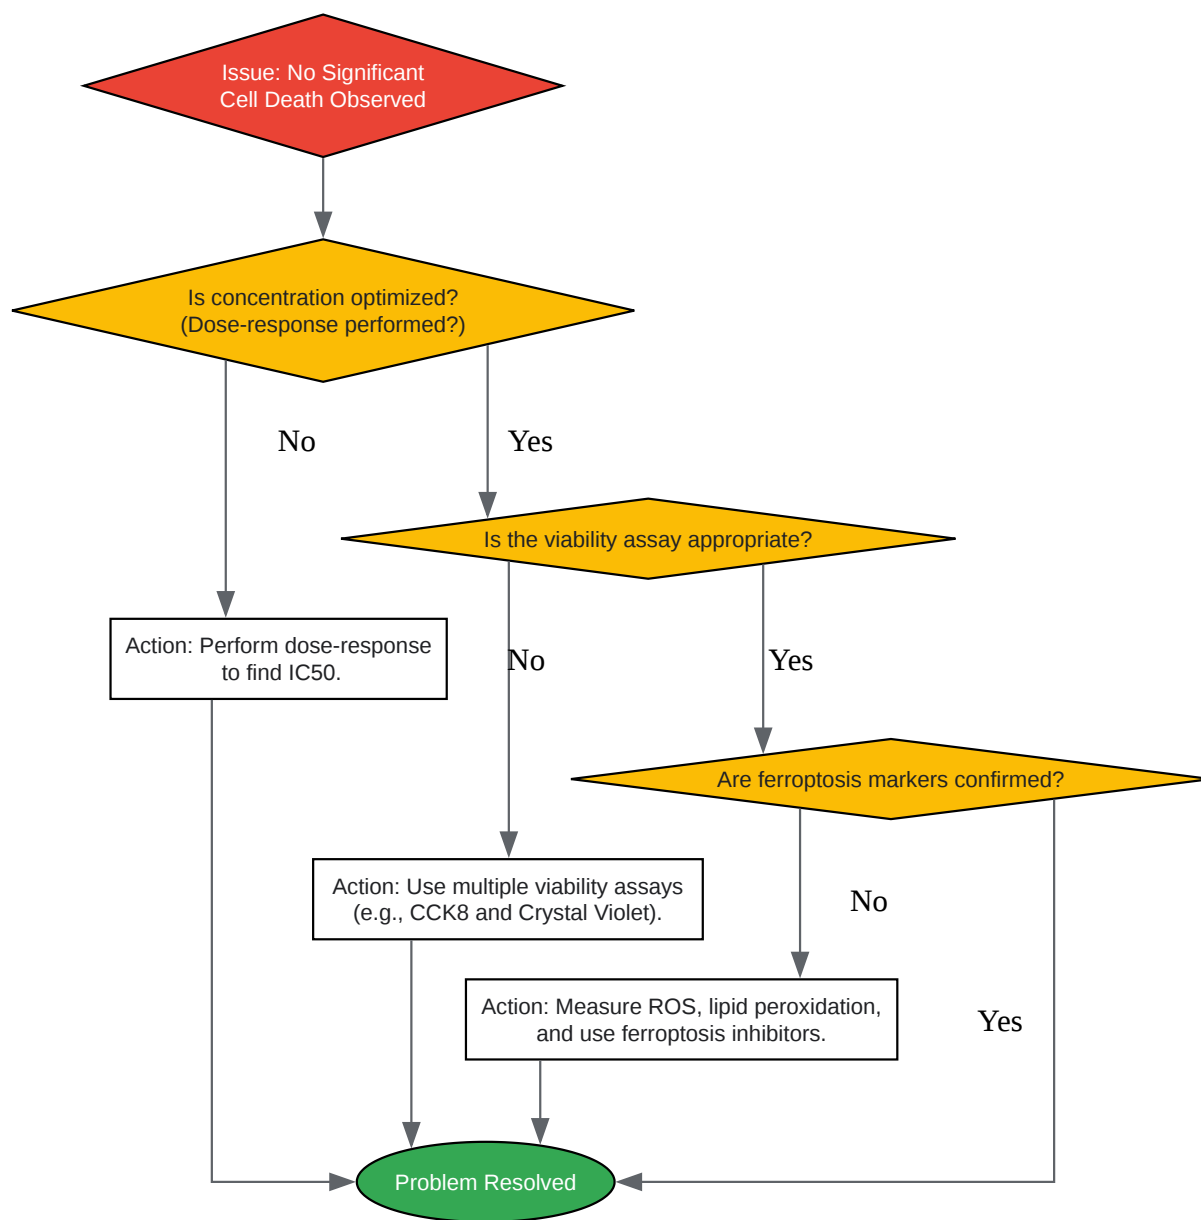 Issue: No Significant
Cell Death Observed
Is concentration optimized?
(Dose-response performed?)
No
Yes
Is the viability assay appropriate?
Action: Perform dose-response
to find IC50.
No
Yes
Are ferroptosis markers confirmed?
Action: Use multiple viability assays
(e.g., CCK8 and Crystal Violet).
No
Action: Measure ROS, lipid peroxidation,
and use ferroptosis inhibitors.
Yes
Problem Resolved